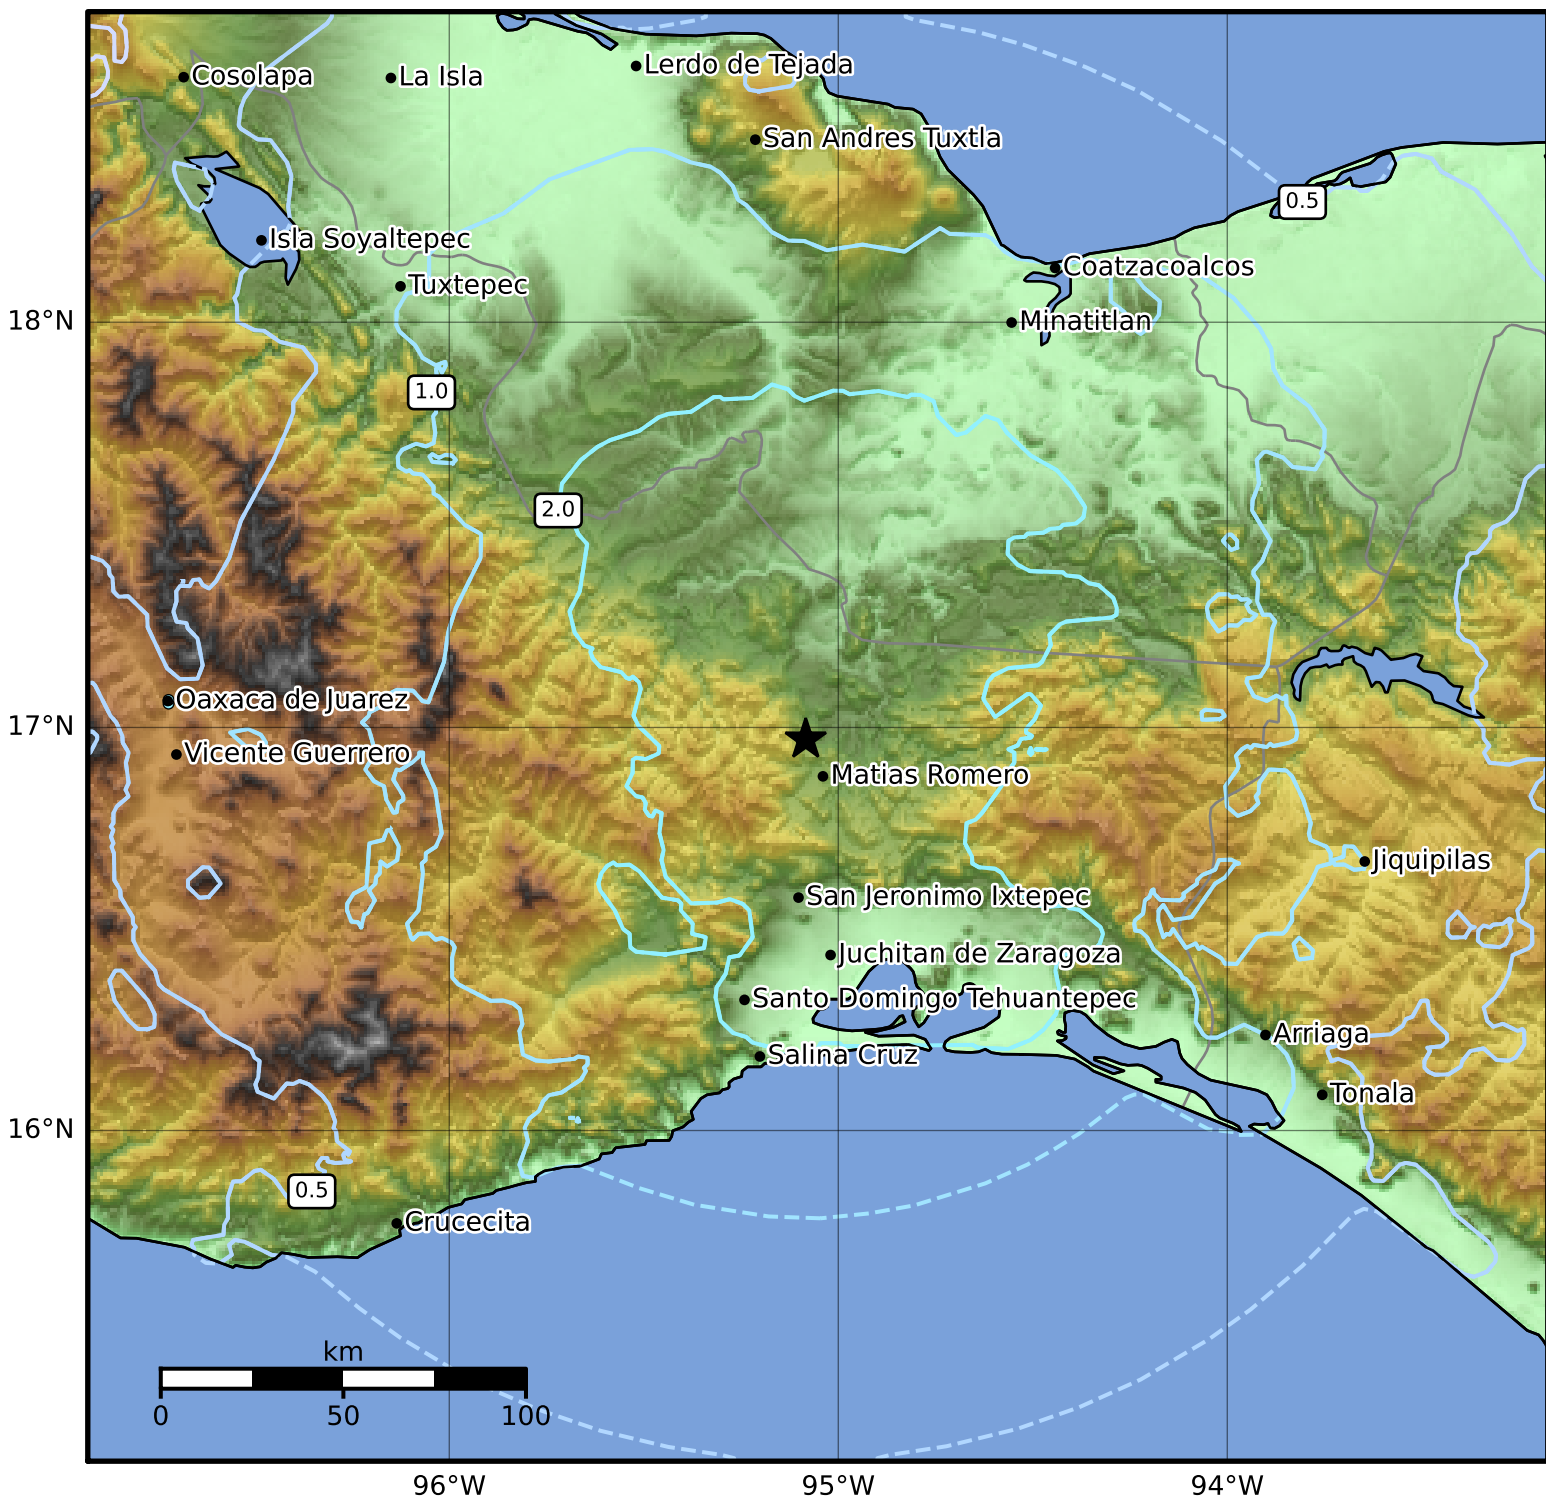 Lerdo de Tejada
Cosolapa
La Isla
San Andres Tuxtla
0.5
Isla Soyaltepec
Coatzacoalcos
Tuxtepec
18°N
Minatitlan
1.0
2.0
Oaxaca de Juarez
17°N
Vicente Guerrero
Matias Romero
Jiquipilas
San Jeronimo Ixtepec
Juchitan de Zaragoza
Santo Domingo Tehuantepec
Arriaga
Salina Cruz
Tonala
16°N
0.5
Crucecita
km
0 50 100
96°W 95°W 94°W